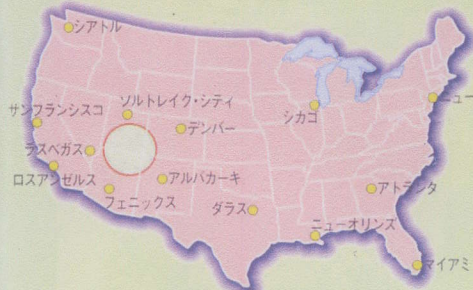 シアトル
ソルトレイク・シティ
サンフランシスコ
デンバー
シカゴ
ニュー
ラスベガス
ロスアンゼルス
アルバカーキ
フェニックス
アトランタ
ダラス
ニューオリンズ
マイアミ